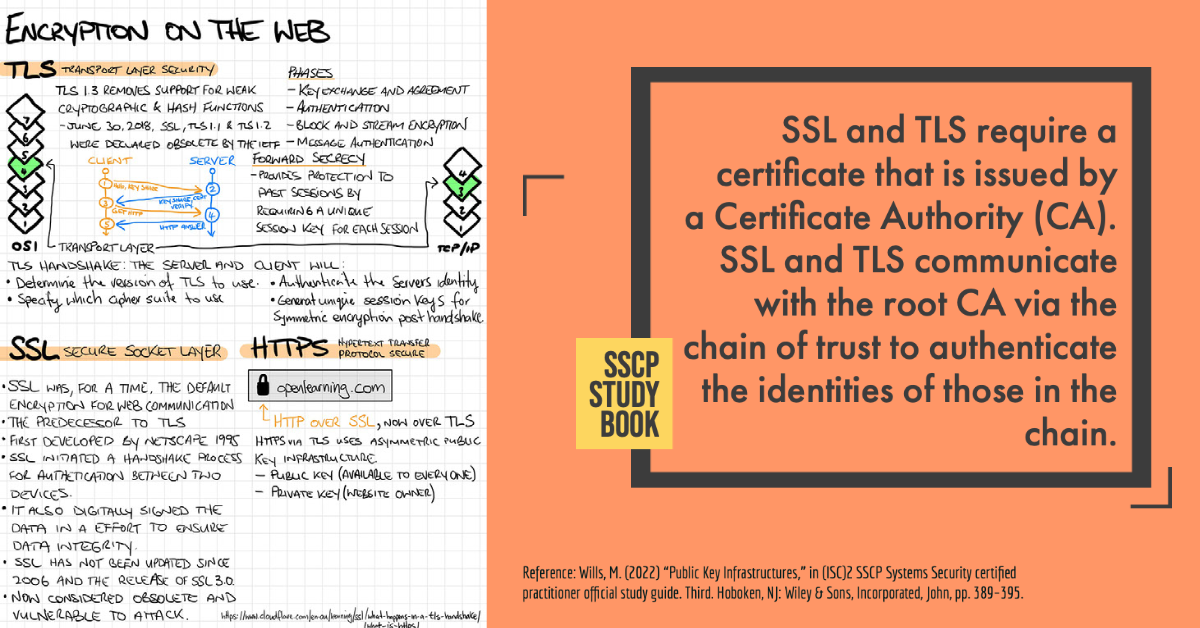 ENCRYPTION ON THE WEB
TLS TRANSPORT LAYER SECURITY
TLS 1.3 REMOVES SUPPORT FOR WEAK
CRYPTOGRAPHIC & HASH FUNCTIONS
- JUNE 30, 2018, SSL, TLS 1.1 & TLS 1.2
WERE DECLARED OBSOLETE BY THE IETF
PHASES
- KEY EXCHANGE AND AGREEMENT
- AUTHENTICATION
- BLOCK AND STREAM ENCRYPTION
- MESSAGE AUTHENTICATION
7
6
5
4
3
2
1
OSI
CLIENT
SERVER
1
KEY SHARE
2
KEY SHARE, CERT
VERIFY
3
GET HTTP
4
HTTP ANSWER
5
FORWARD SECRECY
- PROVIDES PROTECTION TO
PAST SESSIONS BY
REQUIRING A UNIQUE
SESSION KEY FOR EACH SESSION
4
3
2
1
TCP/IP
TRANSPORT LAYER
TLS HANDSHAKE: THE SERVER AND CLIENT WILL:
• Determine the version of TLS to use.
• Specify which cipher suite to use
• Authenticate the servers identity
• Generat unique session keys for
symmetric encryption post handshake.
SSL SECURE SOCKET LAYER
• SSL WAS, FOR A TIME, THE DEFAULT
ENCRYPTION FOR WEB COMMUNICATION
• THE PREDECESSOR TO TLS
• FIRST DEVELOPED BY NETSCAPE 1995
• SSL INITIATED A HANDSHAKE PROCESS
FOR AUTHENTICATION BETWEEN TWO
DEVICES.
• IT ALSO DIGITALLY SIGNED THE
DATA IN A EFFORT TO ENSURE
DATA INTEGRITY.
• SSL HAS NOT BEEN UPDATED SINCE
2006 AND THE RELEASE OF SSL 3.0.
• NOW CONSIDERED OBSOLETE AND
VULNERABLE TO ATTACK.
HTTPS HYPERTEXT TRANSFER
PROTOCOL SECURE
openlearning.com
HTTP OVER SSL, NOW OVER TLS
HTTPS VIA TLS USES ASYMMETRIC PUBLIC
KEY INFRASTRUCTURE
- PUBLIC KEY (AVAILABLE TO EVERYONE)
- PRIVATE KEY (WEBSITE OWNER)
https://www.cloudflare.com/en-au/learning/ssl/what-happens-in-a-tls-handshake/
/what-is-https/
SSL and TLS require a
certificate that is issued by
a Certificate Authority (CA).
SSL and TLS communicate
with the root CA via the
chain of trust to authenticate
the identities of those in the
chain.
SSCP
STUDY
BOOK
Reference: Wills, M. (2022) “Public Key Infrastructures,” in (ISC)2 SSCP Systems Security certified
practitioner official study guide. Third. Hoboken, NJ: Wiley & Sons, Incorporated, John, pp. 389–395.